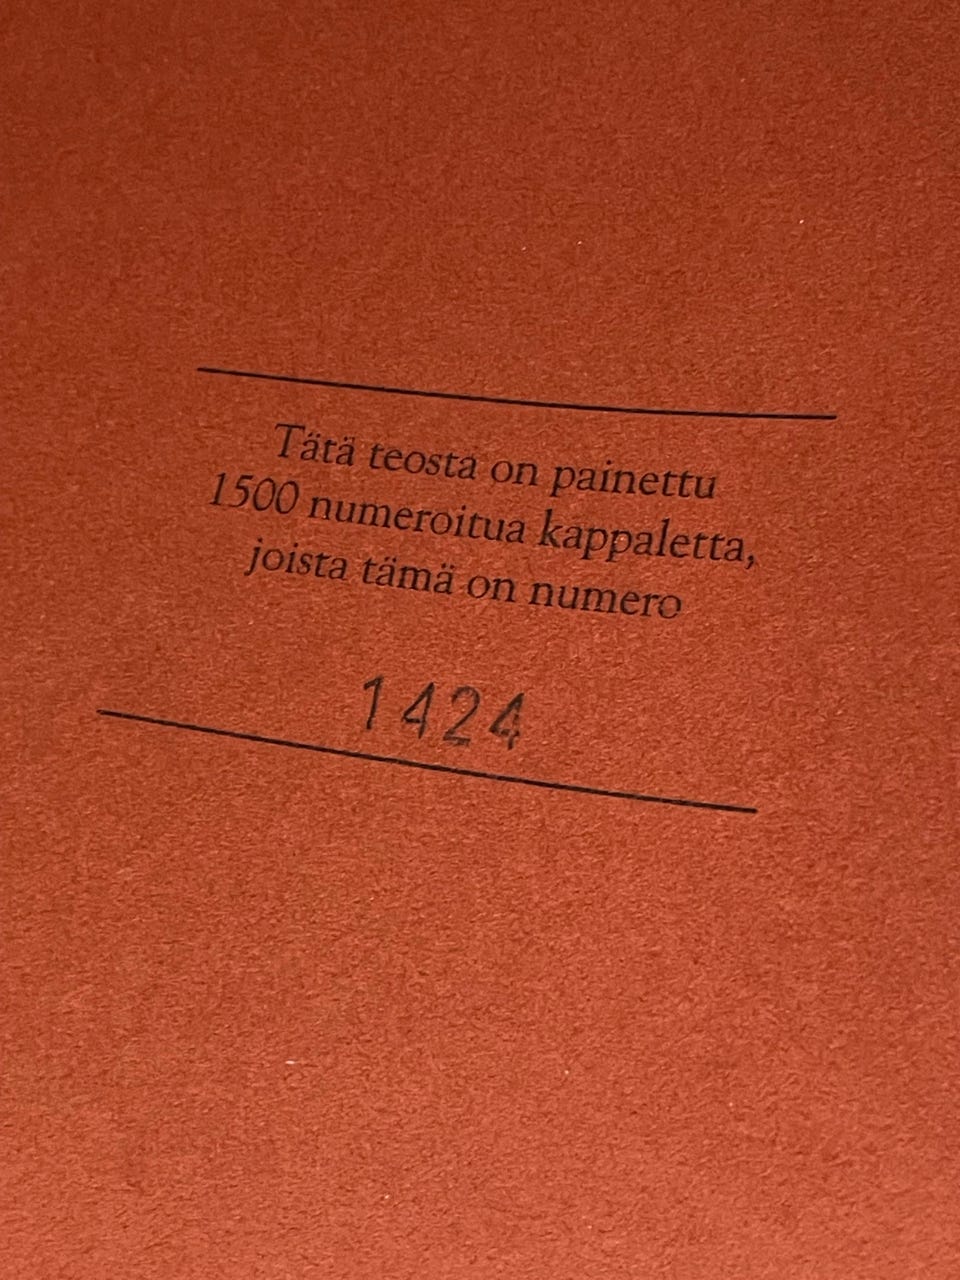 Tätä teosta on painettu
1500 numeroitua kappaletta,
joista tämä on numero
1424